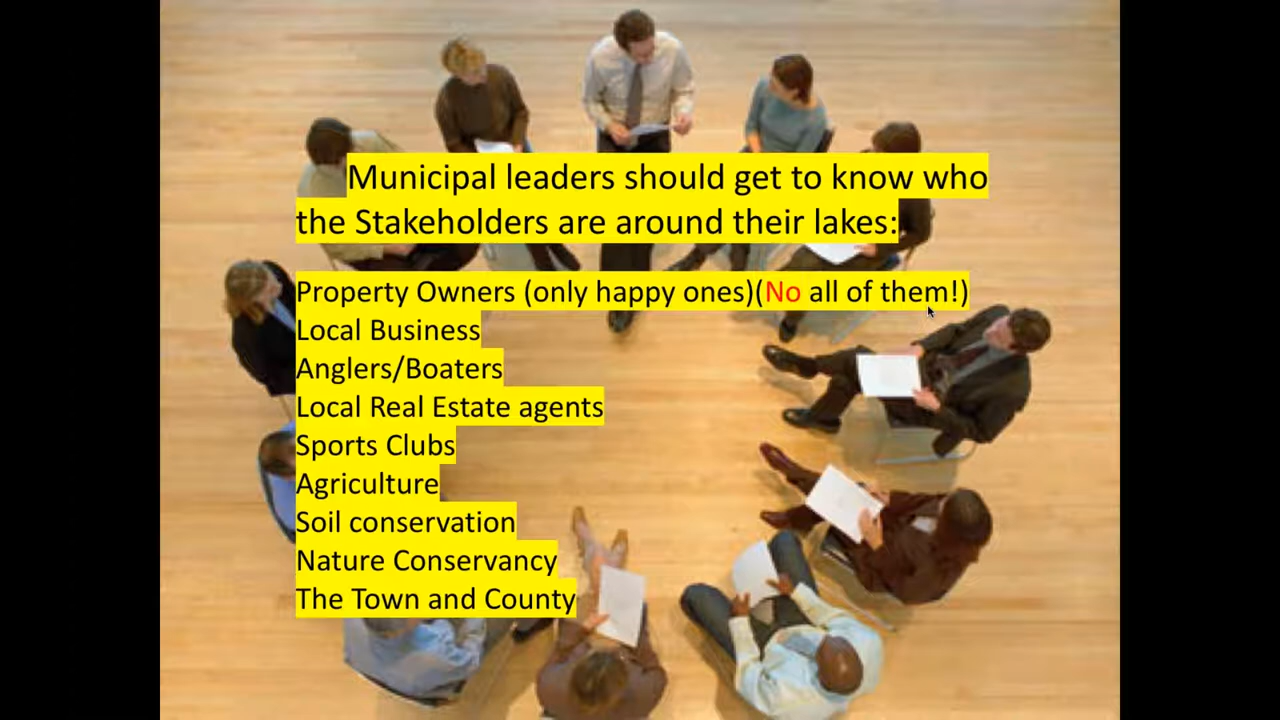 Municipal leaders should get to know who
the Stakeholders are around their lakes:
Property Owners (only happy ones)(No all of them!)
Local Business
Anglers/Boaters
Local Real Estate agents
Sports Clubs
Agriculture
Soil conservation
Nature Conservancy
The Town and County